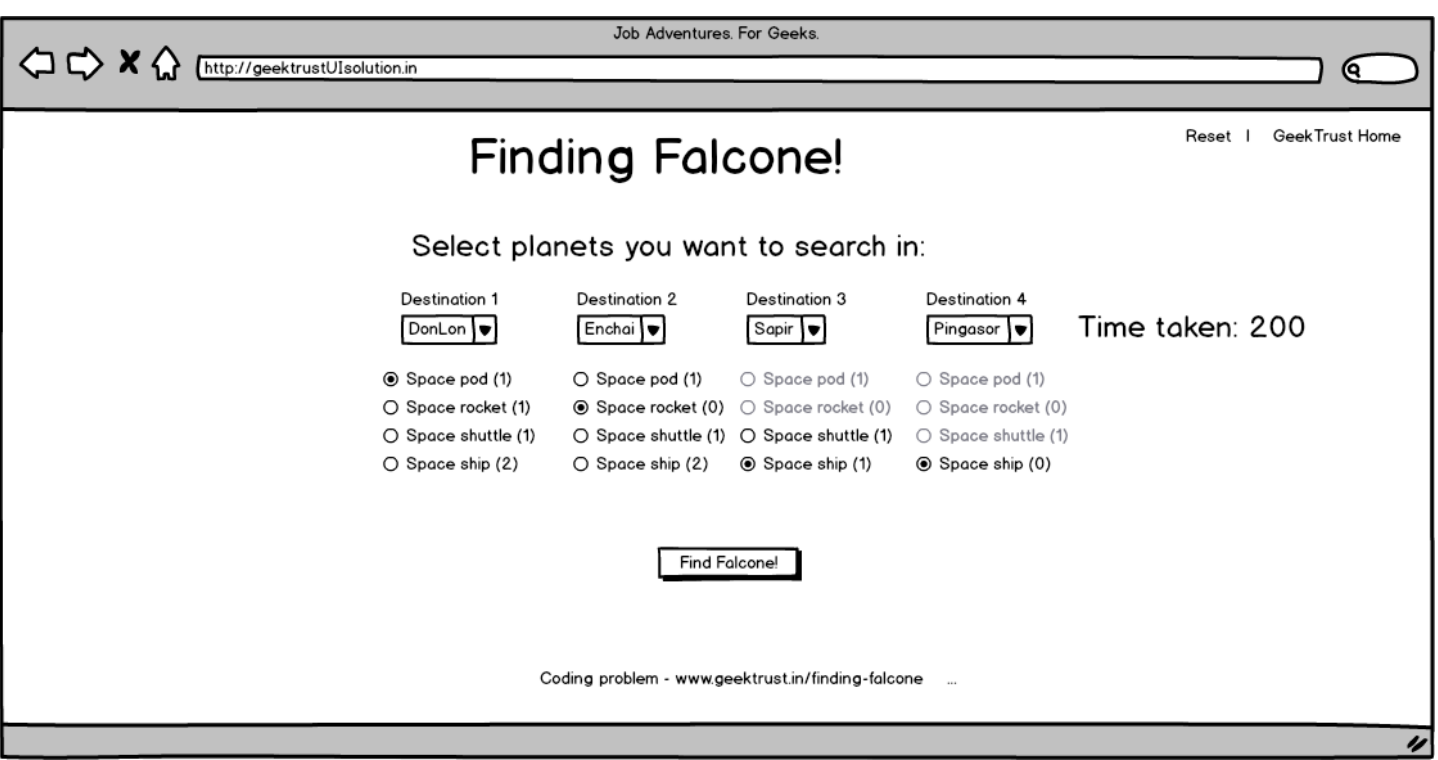 Job Adventures. For Geeks.
http://geektrustUIsolution.in
Reset | GeekTrust Home
Finding Falcone!
Select planets you want to search in:
Destination 1 Destination 2 Destination 3 Destination 4
DonLon Enchai Sapir Pingasor Time taken: 200
Space pod (1) Space pod (1) Space pod (1) Space pod (1)
Space rocket (1) Space rocket (0) Space rocket (0) Space rocket (0)
Space shuttle (1) Space shuttle (1) Space shuttle (1) Space shuttle (1)
Space ship (2) Space ship (2) Space ship (1) Space ship (0)
Find Falcone!
Coding problem - www.geektrust.in/finding-falcone ...